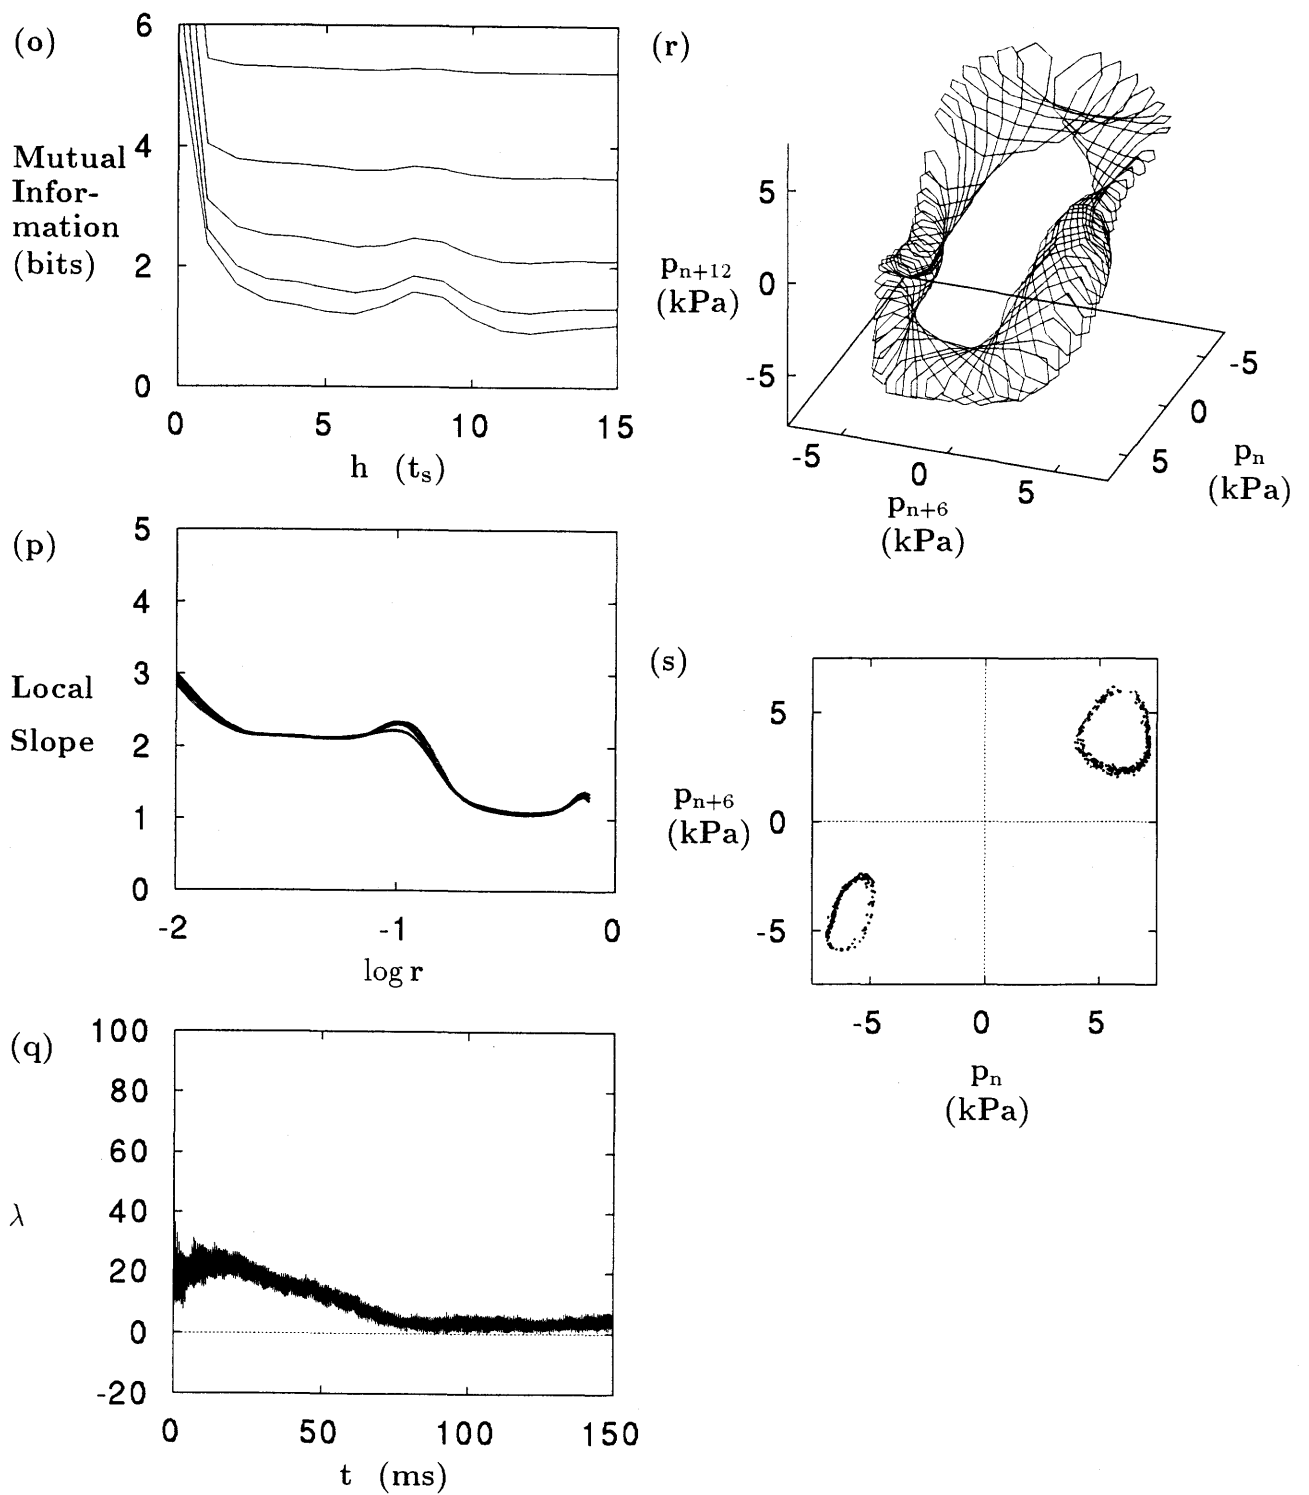 (o)
6
4
2
0
Mutual
Infor-
mation
(bits)
0 5 10 15
h (tₛ)
(p)
5
4
3
2
1
0
Local
Slope
-2 -1 0
log r
(q)
100
80
60
40
20
0
-20
λ
0 50 100 150
t (ms)
(r)
5
0
-5
pₙ₊₁₂
(kPa)
-5 0 5
pₙ₊₆
(kPa)
-5
0
5
pₙ
(kPa)
(s)
5
0
-5
pₙ₊₆
(kPa)
-5 0 5
pₙ
(kPa)